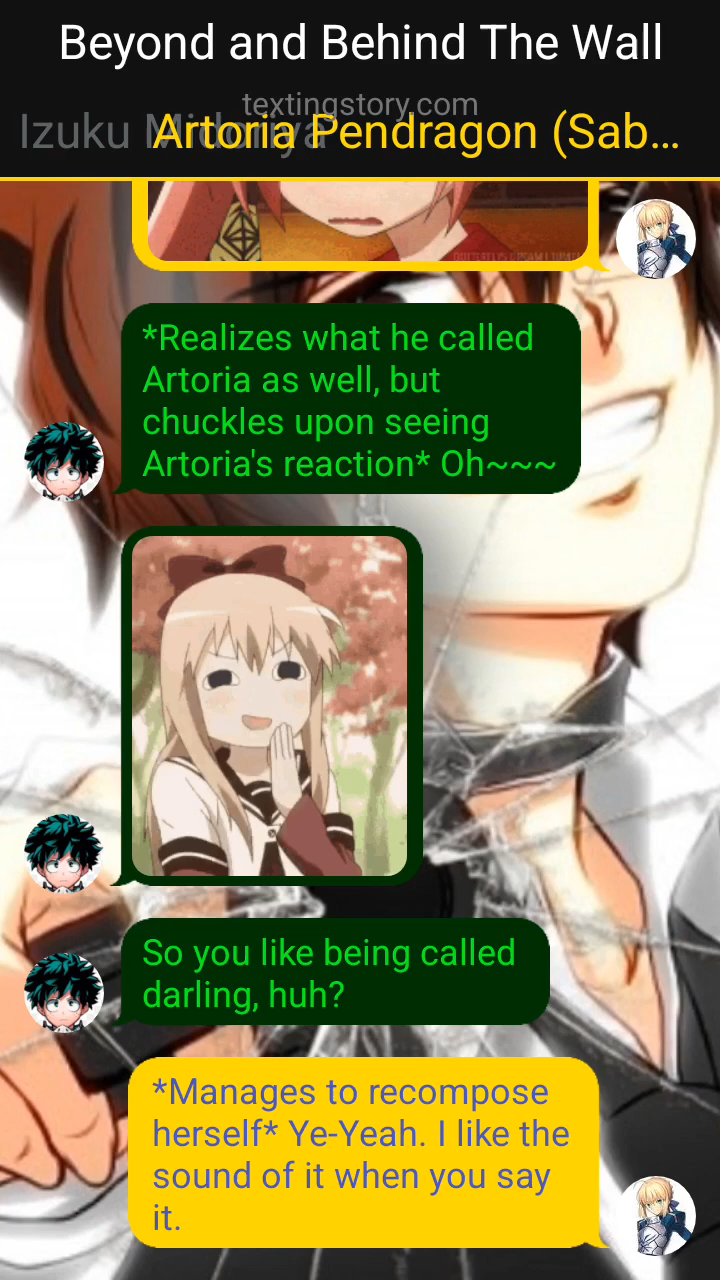 Beyond and Behind The Wall
textingstory.com
Izuku Midoriya
Artoria Pendragon (Sab...
*Realizes what he called
Artoria as well, but
chuckles upon seeing
Artoria's reaction* Oh~~~
So you like being called
darling, huh?
*Manages to recompose
herself* Ye-Yeah. I like the
sound of it when you say
it.